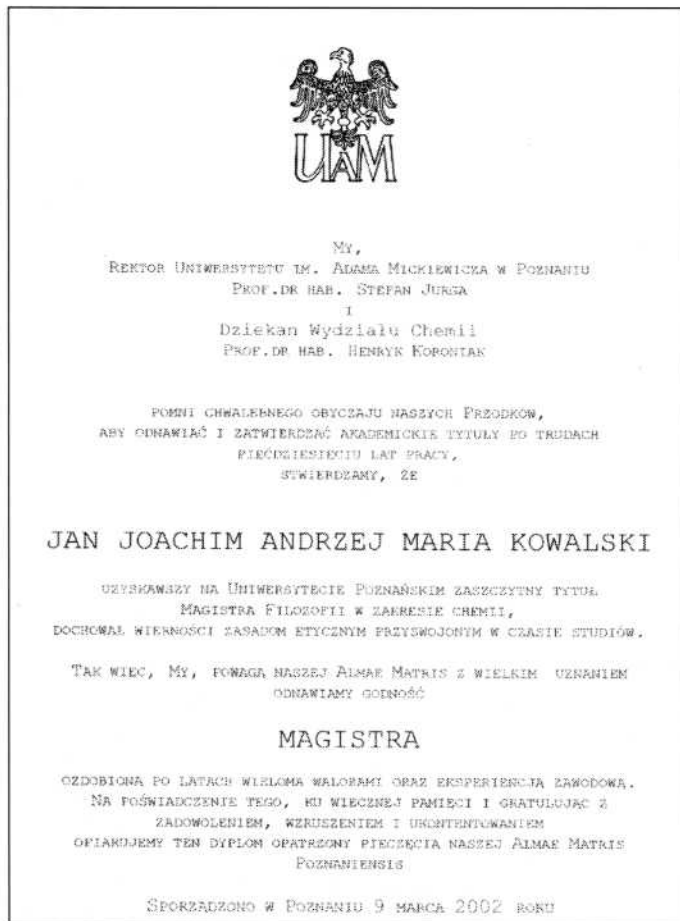 UAM
MY,
REKTOR UNIWERSYTETU IM. ADAMA MICKIEWICZA W POZNANIU
PROF.DR HAB. STEFAN JURGA
I
Dziekan Wydziału Chemii
PROF.DR HAB. HENRYK KORONIAK
POMNI CHWALEBNEGO OBYCZAJU NASZYCH PRZODKÓW,
ABY ODNAWIAĆ I ZATWIERDZAĆ AKADEMICKIE TYTUŁY PO TRUDACH
PIĘĆDZIESIĘCIU LAT PRACY,
STWIERDZAMY, ŻE
JAN JOACHIM ANDRZEJ MARIA KOWALSKI
UZYSKAWSZY NA UNIWERSYTECIE POZNAŃSKIM ZASZCZYTNY TYTUŁ
MAGISTRA FILOZOFII W ZAKRESIE CHEMII,
DOCHOWAŁ WIERNOŚCI ZASADOM ETYCZNYM PRZYSWOJONYM W CZASIE STUDIÓW.
TAK WIĘC, MY, POWAGĄ NASZEJ ALMAE MATRIS Z WIELKIM UZNANIEM
ODNAWIAMY GODNOŚĆ
MAGISTRA
OZDOBIONĄ PO LATACH WIELOMA WALORAMI ORAZ EKSPERIENCJĄ ZAWODOWĄ.
NA POŚWIADCZENIE TEGO, KU WIECZNEJ PAMIĘCI I GRATULUJĄC Z
ZADOWOLENIEM, WZRUSZENIEM I UKONTENTOWANIEM
OFIARUJEMY TEN DYPLOM OPATRZONY PIECZĘCIĄ NASZEJ ALMAE MATRIS
POZNANIENSIS
SPORZĄDZONO W POZNANIU 9 MARCA 2002 ROKU